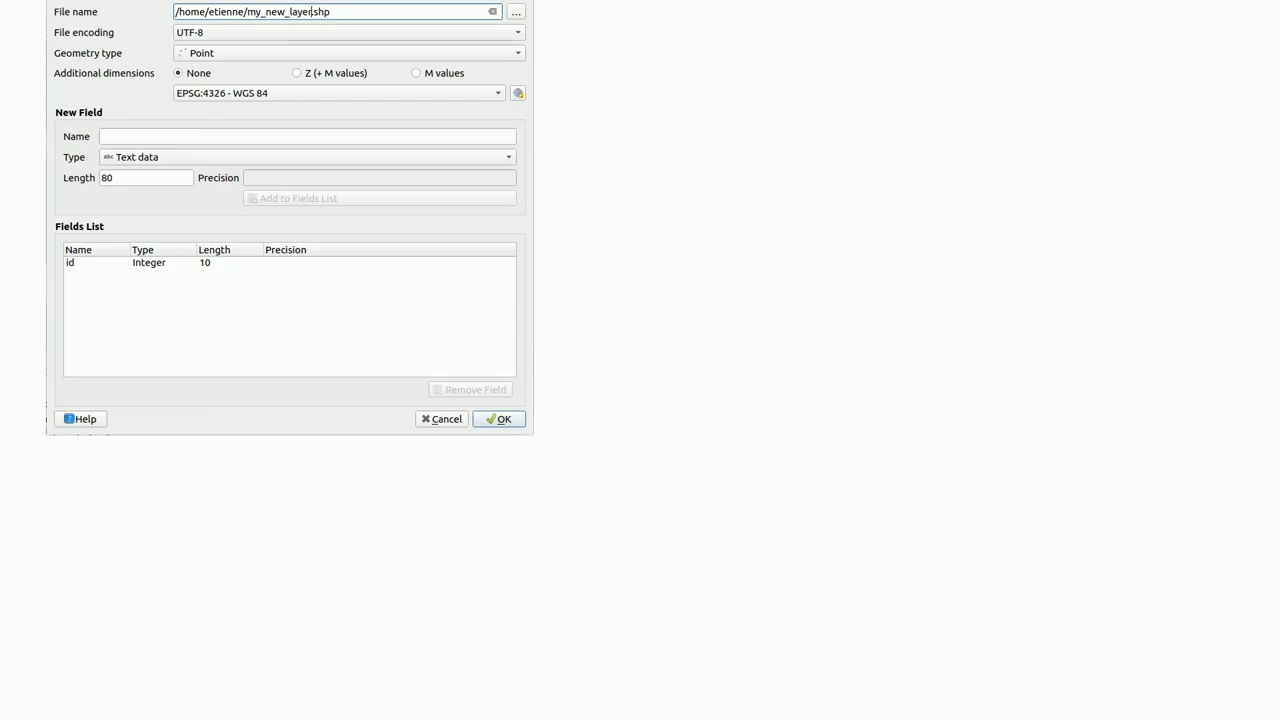 File name /home/etienne/my_new_layer.shp ...
File encoding UTF-8
Geometry type Point
Additional dimensions None Z (+ M values) M values
EPSG:4326 - WGS 84
New Field
Name
Type abc Text data
Length 80 Precision
Add to Fields List
Fields List
Name Type Length Precision
id Integer 10
Remove Field
Help Cancel OK